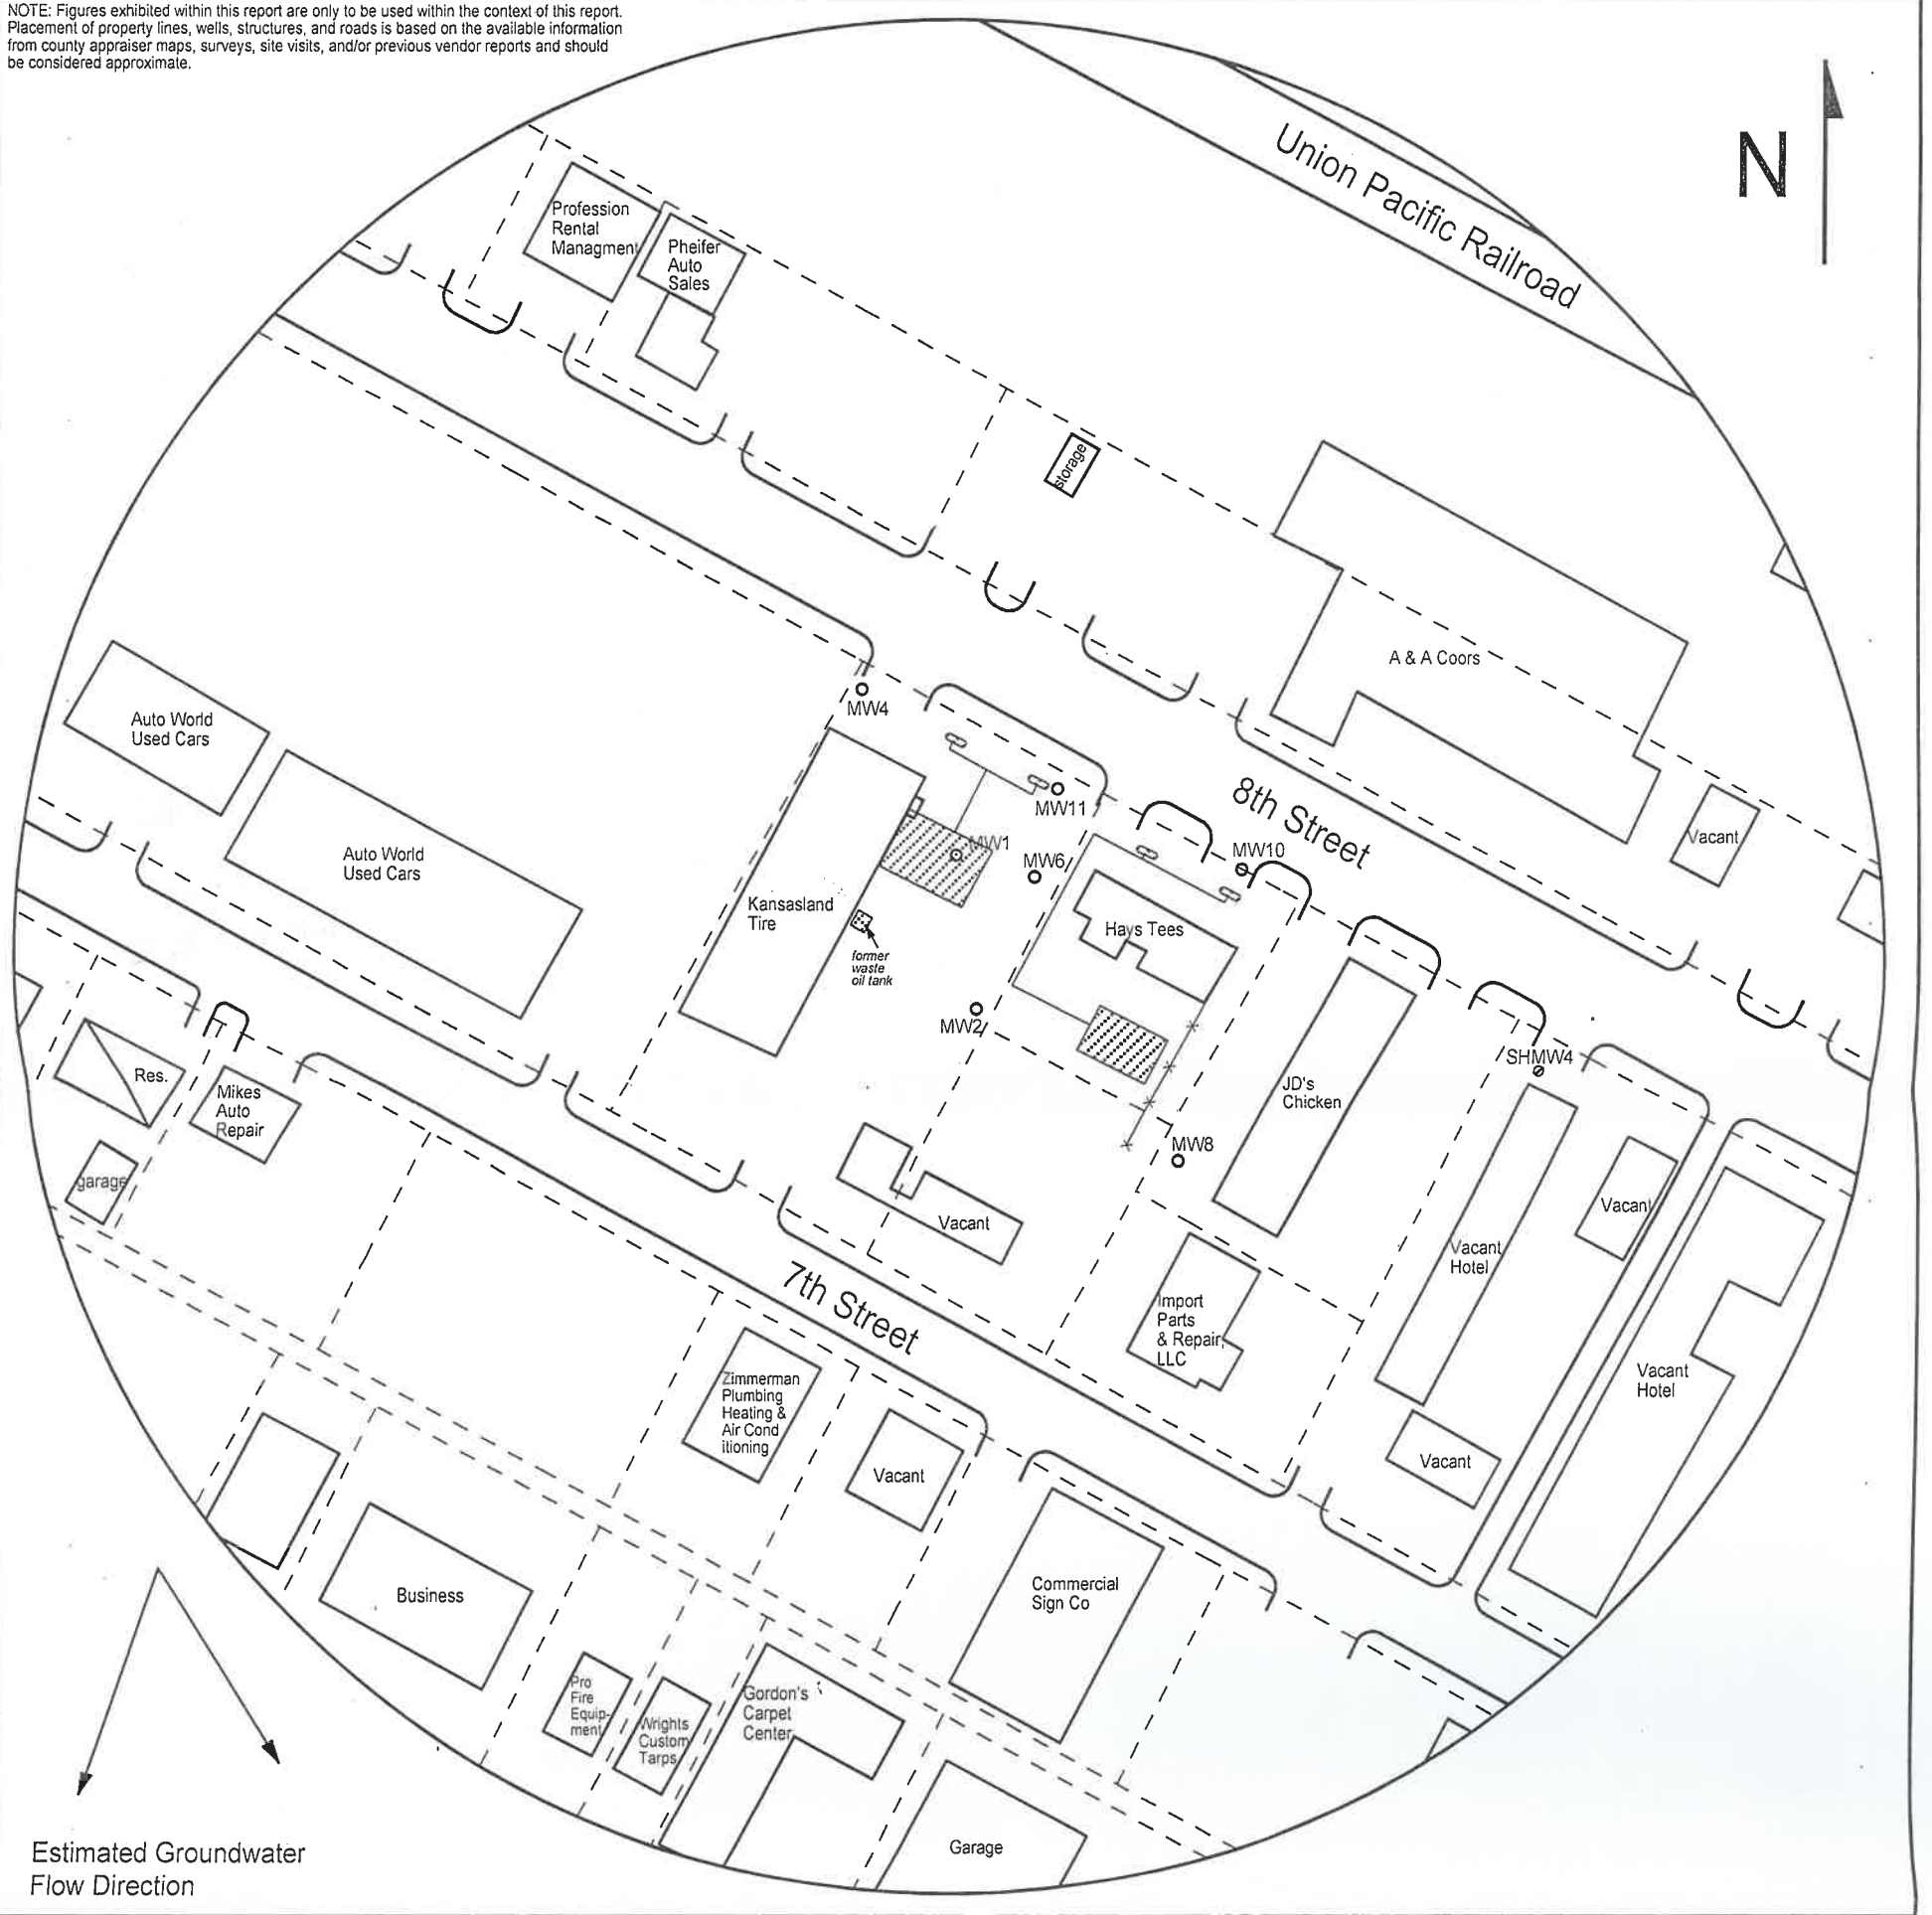 NOTE: Figures exhibited within this report are only to be used within the context of this report.
Placement of property lines, wells, structures, and roads is based on the available information
from county appraiser maps, surveys, site visits, and/or previous vendor reports and should
be considered approximate.
N
Union Pacific Railroad
Profession
Rental
Managment
Pheifer
Auto
Sales
storage
A & A Coors
Auto World
Used Cars
MW4
8th Street
MW11
Vacant
Auto World
Used Cars
MW1
MW6
MW10
Kansasland
Tire
Hays Tees
former
waste
oil tank
MW2
SHMW4
Res.
Mikes
Auto
Repair
JD's
Chicken
MW8
garage
Vacant
Vacant
Vacant
Hotel
7th Street
Import
Parts
& Repair,
LLC
Vacant
Hotel
Zimmerman
Plumbing
Heating &
Air Cond
itioning
Vacant
Vacant
Business
Commercial
Sign Co
Pro
Fire
Equip-
ment
Wrights
Custom
Tarps
Gordon's
Carpet
Center
Garage
Estimated Groundwater
Flow Direction